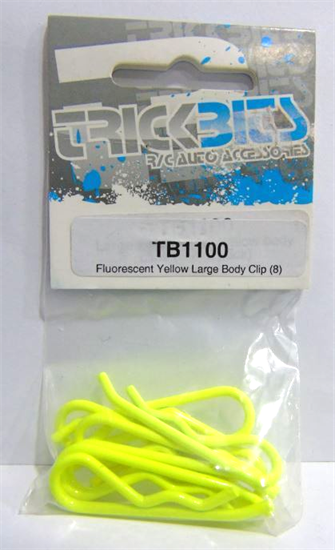 TRICKBITS
R/C AUTO ACCESSORIES
TB1100
Fluorescent Yellow Large Body Clip (8)